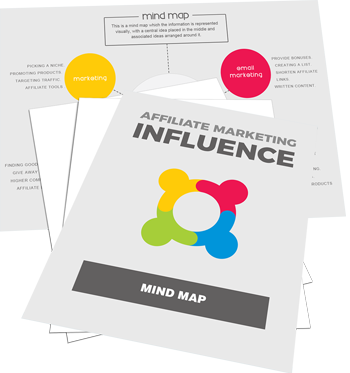 mind map
This is a mind map which the information is represented
visually, with a central idea placed in the middle and
associated ideas arranged around it.
marketing
PICKING A NICHE
PROMOTING PRODUCTS
TARGETING TRAFFIC
AFFILIATE TOOLS
email
marketing
PROVIDE BONUSES
CREATING A LIST
SHORTEN AFFILIATE
LINKS
WRITTEN CONTENT
FINDING GOOD
GIVE AWAY
HIGHER COM
AFFILIATE
PRODUCTS
AFFILIATE MARKETING
INFLUENCE
MIND MAP